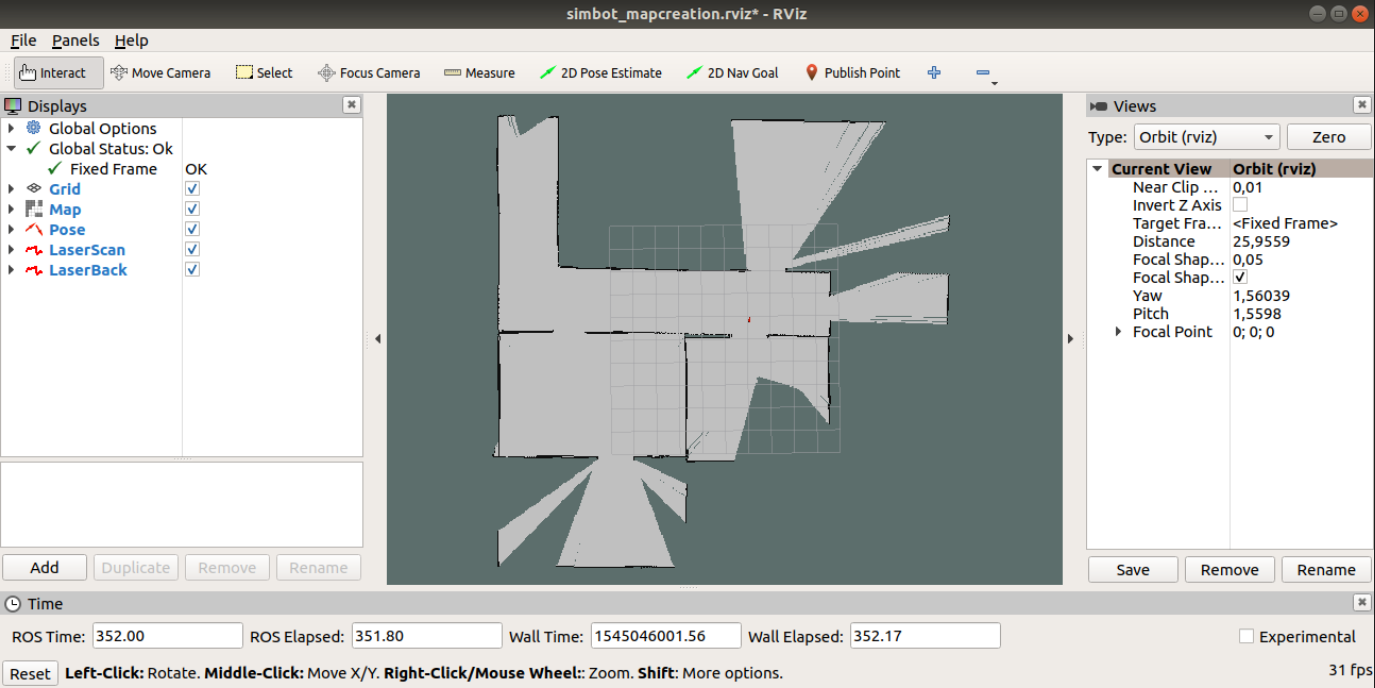 simbot_mapcreation.rviz* - RViz
File Panels Help
Interact Move Camera Select Focus Camera Measure 2D Pose Estimate 2D Nav Goal Publish Point
Displays
Global Options
Global Status: Ok
Fixed Frame OK
Grid
Map
Pose
LaserScan
LaserBack
Add Duplicate Remove Rename
Views
Type: Orbit (rviz) Zero
Current View Orbit (rviz)
Near Clip ... 0,01
Invert Z Axis
Target Fra... <Fixed Frame>
Distance 25,9559
Focal Shap... 0,05
Focal Shap...
Yaw 1,56039
Pitch 1,5598
Focal Point 0; 0; 0
Save Remove Rename
Time
ROS Time: 352.00 ROS Elapsed: 351.80 Wall Time: 1545046001.56 Wall Elapsed: 352.17 Experimental
Reset Left-Click: Rotate. Middle-Click: Move X/Y. Right-Click/Mouse Wheel:: Zoom. Shift: More options. 31 fps